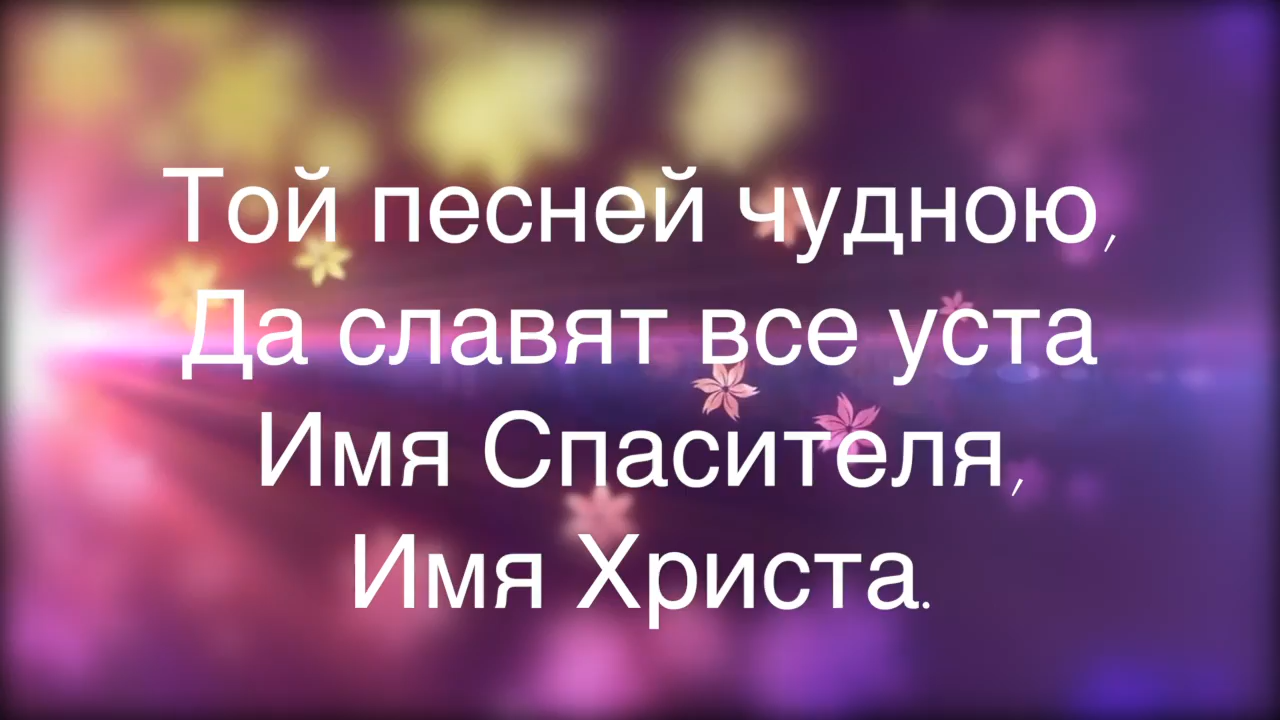 Той песней чудною,
Да славят все уста
Имя Спасителя,
Имя Христа.